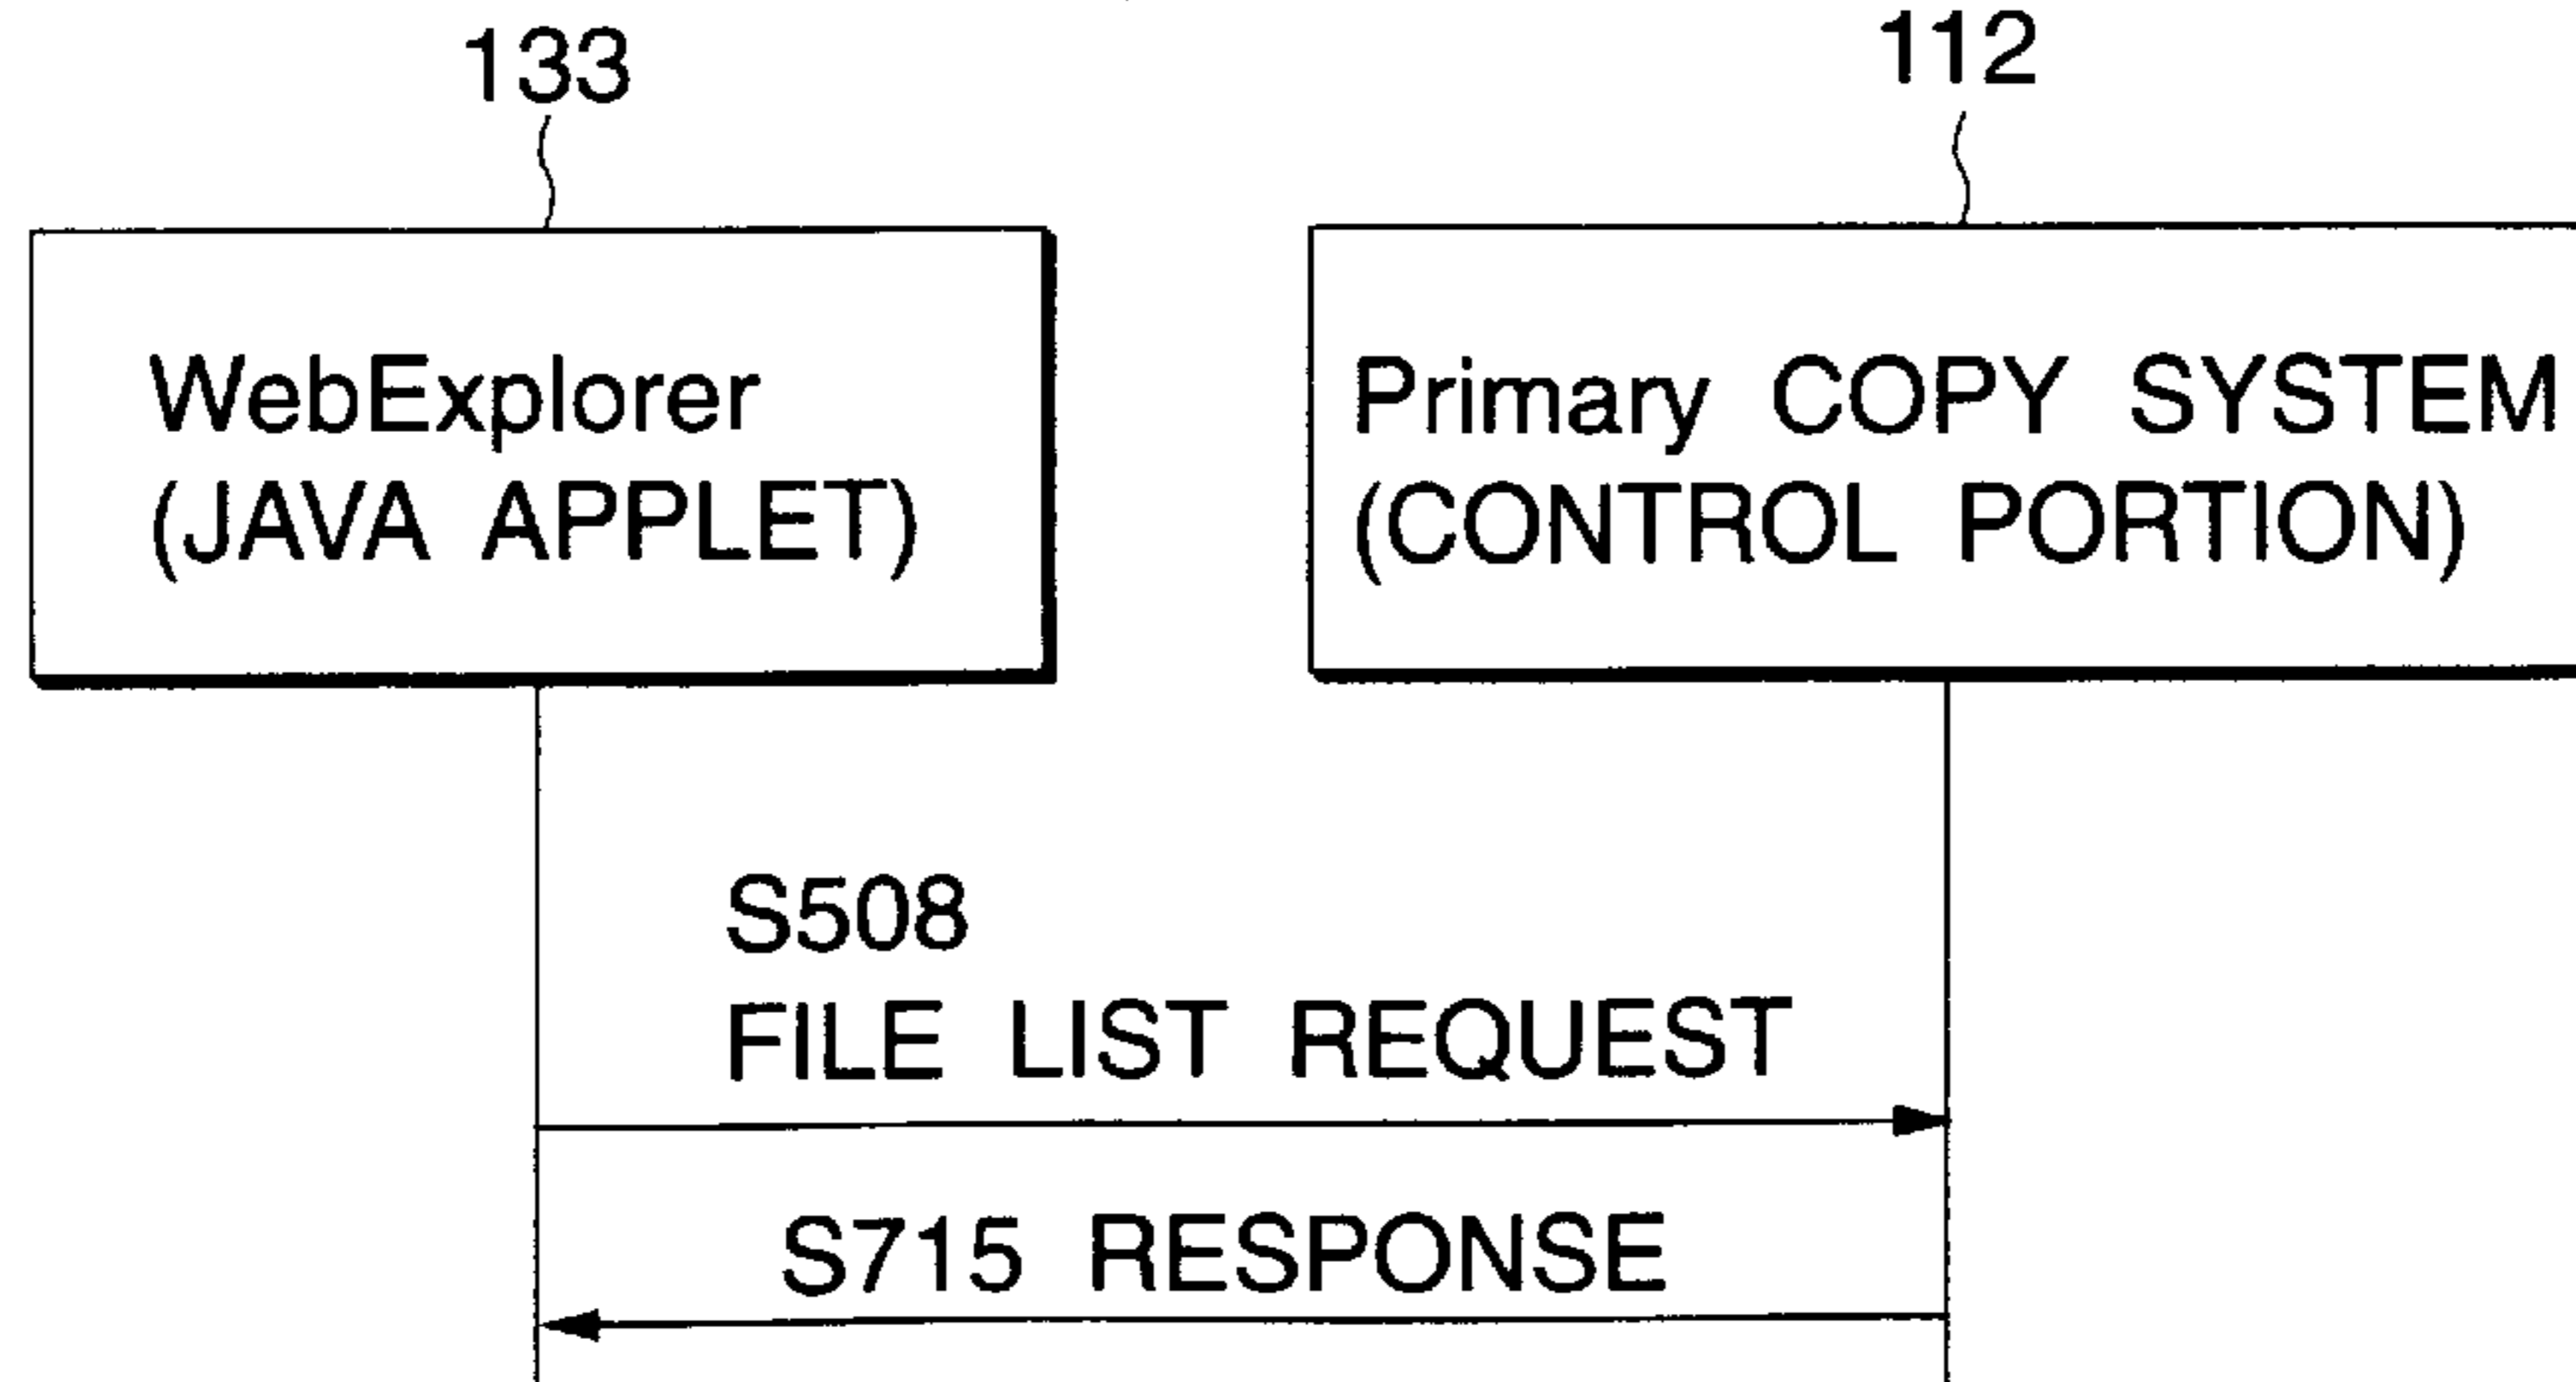 133
112
WebExplorer
(JAVA APPLET)
Primary COPY SYSTEM
(CONTROL PORTION)
S508
FILE LIST REQUEST
S715 RESPONSE